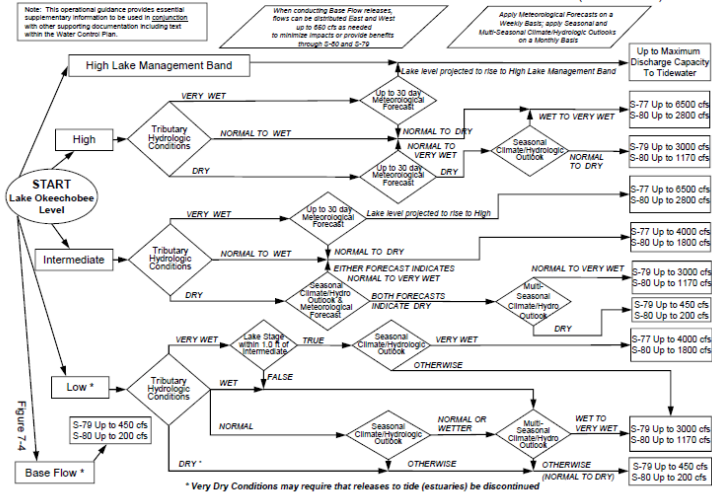 Note: This operational guidance provides essential
supplementary information to be used in conjunction
with other supporting documentation including text
within the Water Control Plan.
When conducting Base Flow releases,
flows can be distributed East and West
up to 650 cfs as needed
to minimize impacts or provide benefits
through S-80 and S-79
Apply Meteorological Forecasts on a
Weekly Basis; apply Seasonal and
Multi-Seasonal Climate/Hydrologic Outlooks
on a Monthly Basis
High Lake Management Band
Lake level projected to rise to High Lake Management Band
Up to Maximum
Discharge Capacity
To Tidewater
VERY WET
Up to 30 day
Meteorological
Forecast
High
Tributary
Hydrologic
Conditions
NORMAL TO WET
NORMAL TO DRY
WET TO VERY WET
S-77 Up to 6500 cfs
S-80 Up to 2800 cfs
NORMAL TO
VERY WET
DRY
Up to 30 day
Meteorological
Forecast
DRY
Seasonal
Climate/Hydrologic
Outlook
NORMAL
TO DRY
S-79 Up to 3000 cfs
S-80 Up to 1170 cfs
START
Lake Okeechobee
Level
VERY WET
Up to 30 day
Meteorological
Forecast
Lake level projected to rise to High
S-77 Up to 6500 cfs
S-80 Up to 2800 cfs
Intermediate
Tributary
Hydrologic
Conditions
NORMAL TO WET
NORMAL TO DRY
S-77 Up to 4000 cfs
S-80 Up to 1800 cfs
EITHER FORECAST INDICATES
NORMAL TO VERY WET
DRY
Seasonal
Climate/Hydro
Outlook &
Meteorological
Forecast
BOTH FORECASTS
INDICATE DRY
Multi-
Seasonal
Climate/Hydro
Outlook
NORMAL TO VERY WET
S-79 Up to 3000 cfs
S-80 Up to 1170 cfs
DRY
S-79 Up to 450 cfs
S-80 Up to 200 cfs
VERY WET
Lake Stage
within 1.0 ft of
Intermediate
TRUE
Seasonal
Climate/Hydrologic
Outlook
VERY WET
S-77 Up to 4000 cfs
S-80 Up to 1800 cfs
OTHERWISE
FALSE
Low *
Tributary
Hydrologic
Conditions
WET
NORMAL
Seasonal
Climate/Hydrologic
Outlook
NORMAL OR
WETTER
Multi-
Seasonal
Climate/Hydro
Outlook
WET TO
VERY WET
S-79 Up to 3000 cfs
S-80 Up to 1170 cfs
Figure 7-4
S-79 Up to 450 cfs
S-80 Up to 200 cfs
Base Flow *
DRY *
OTHERWISE
OTHERWISE
(NORMAL TO DRY)
S-79 Up to 450 cfs
S-80 Up to 200 cfs
* Very Dry Conditions may require that releases to tide (estuaries) be discontinued